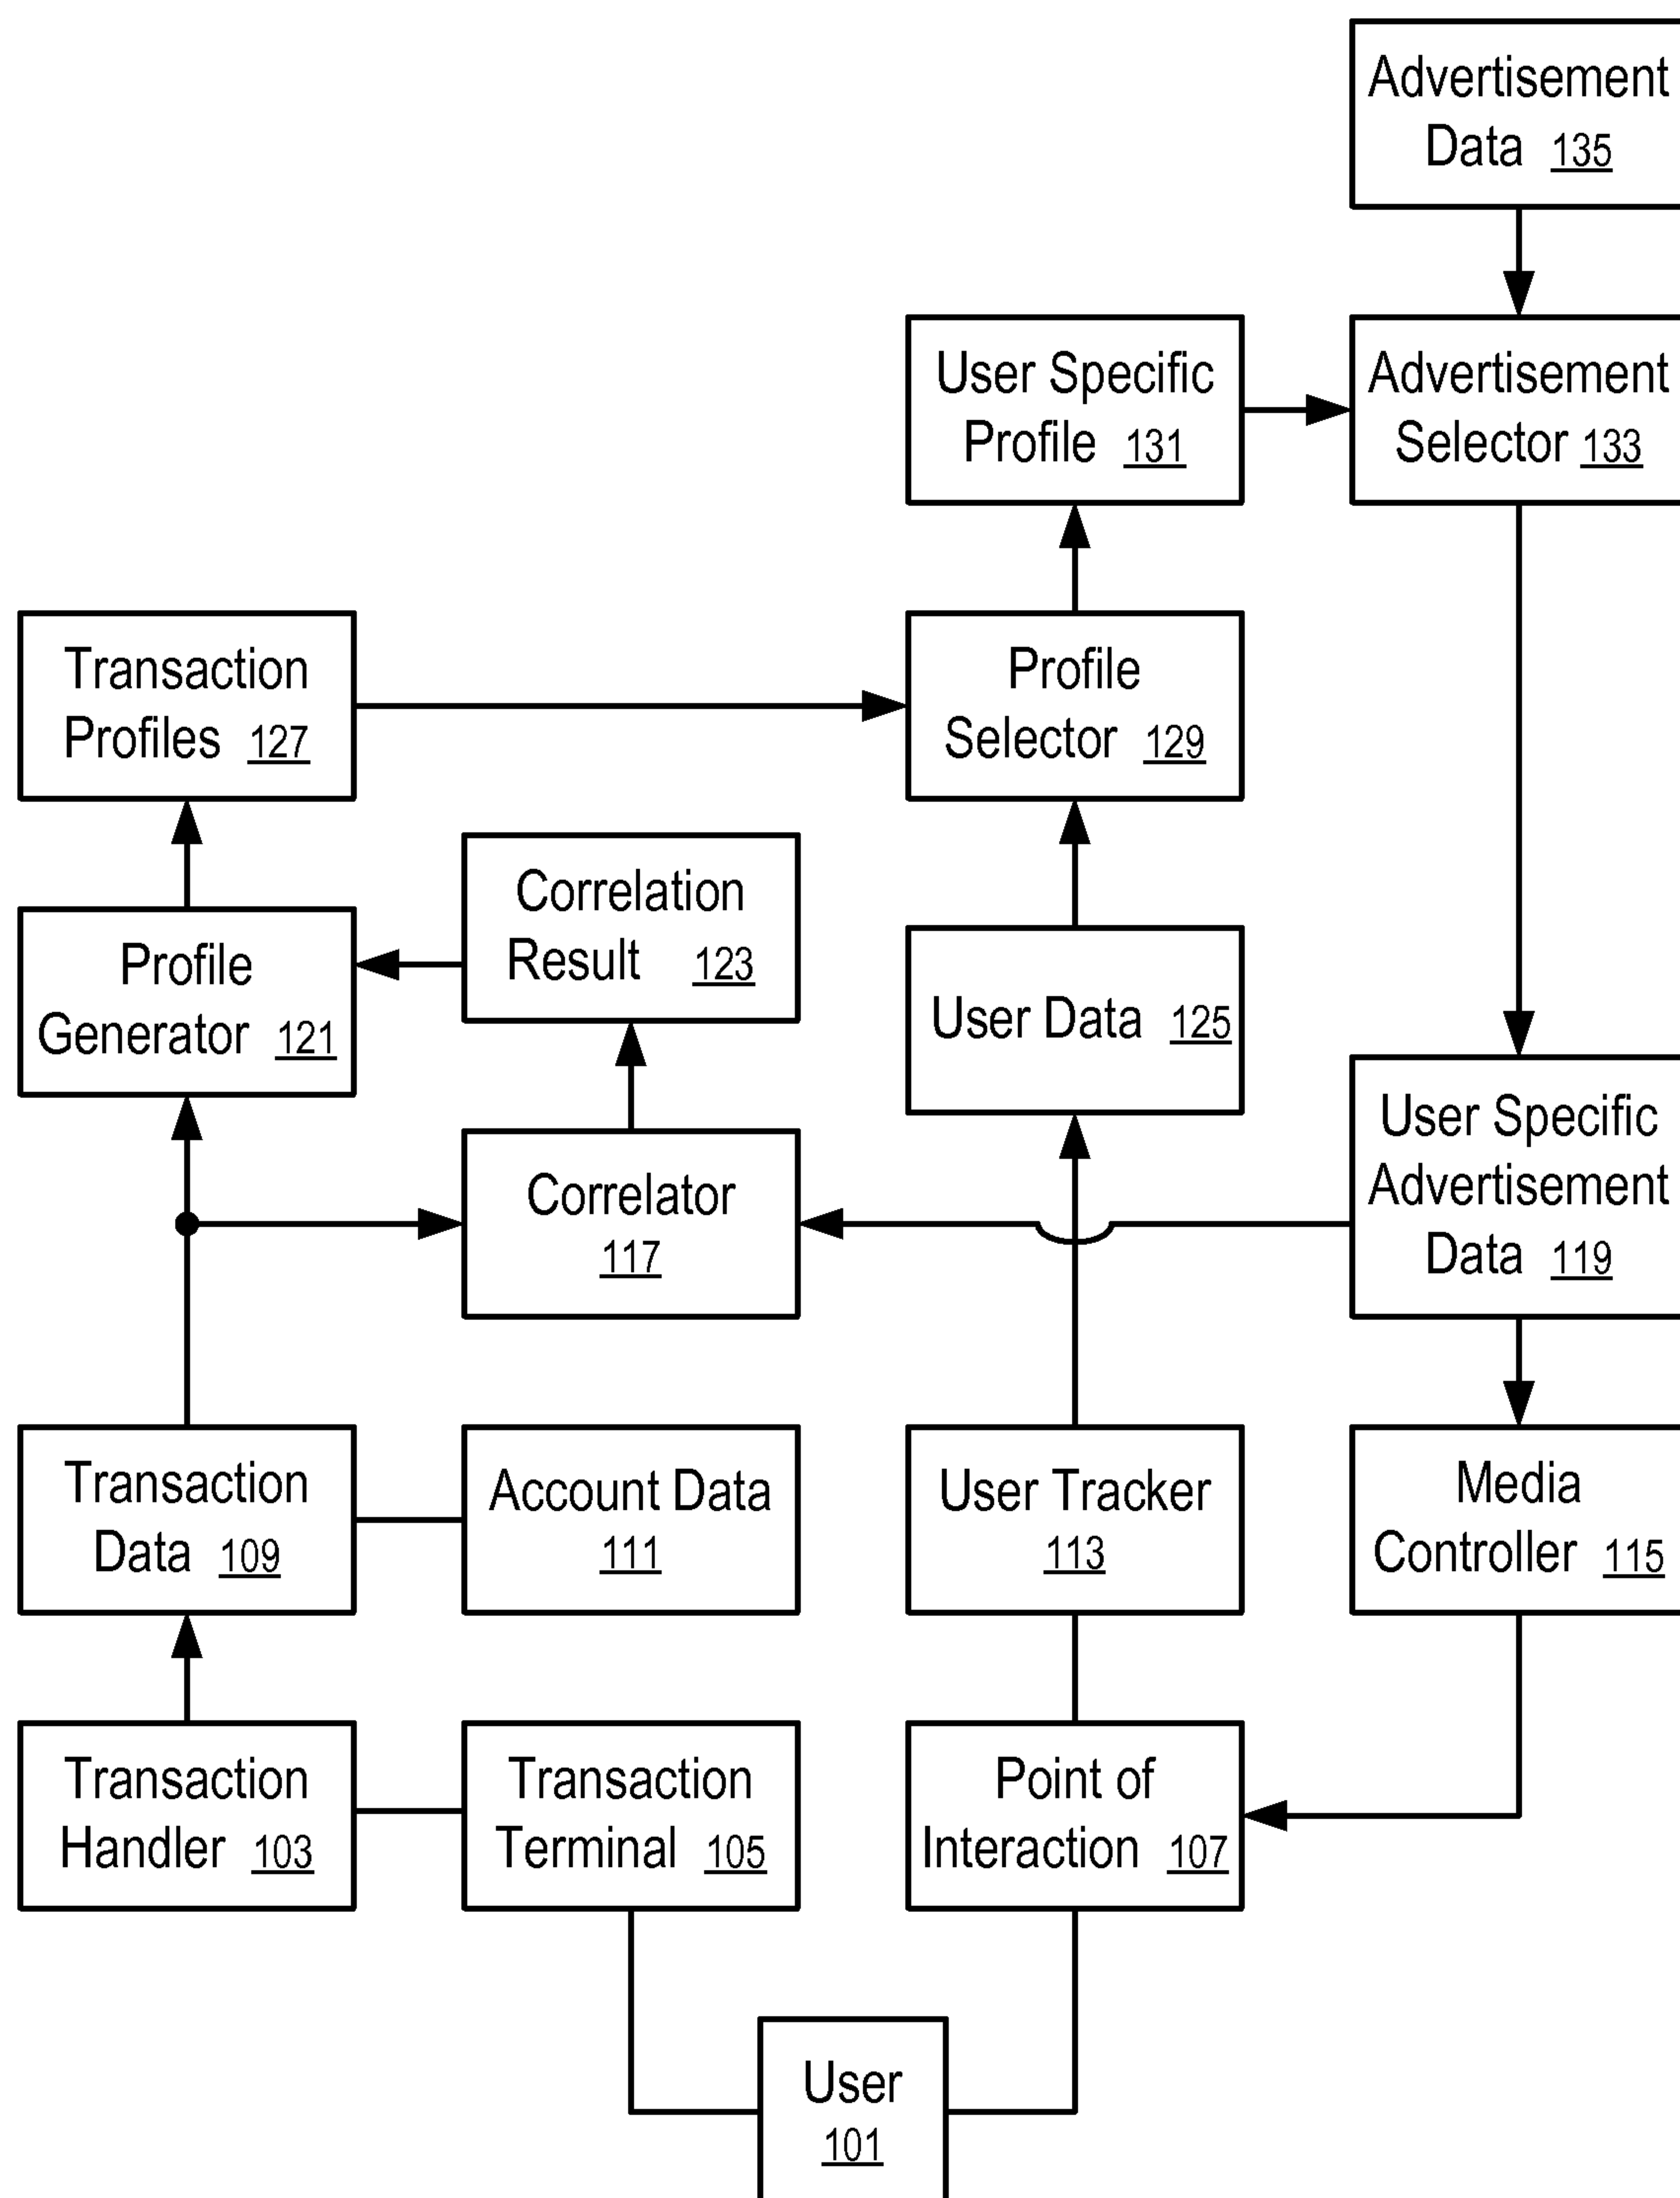 Advertisement
Data 135
User Specific
Profile 131
Advertisement
Selector 133
Transaction
Profiles 127
Profile
Selector 129
Correlation
Result 123
Profile
Generator 121
User Data 125
User Specific
Advertisement
Data 119
Correlator
117
Transaction
Data 109
Account Data
111
User Tracker
113
Media
Controller 115
Transaction
Handler 103
Transaction
Terminal 105
Point of
Interaction 107
User
101